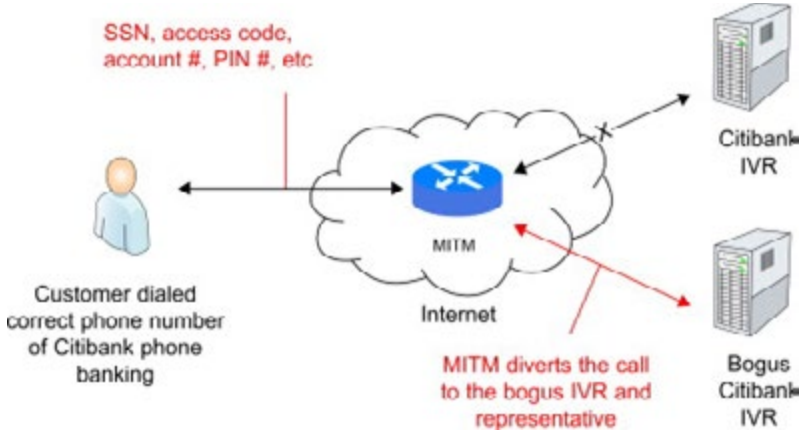 SSN, access code,
account #, PIN #, etc
Citibank
IVR
MITM
Customer dialed
correct phone number
of Citibank phone
banking
Internet
MITM diverts the call
to the bogus IVR and
representative
Bogus
Citibank
IVR